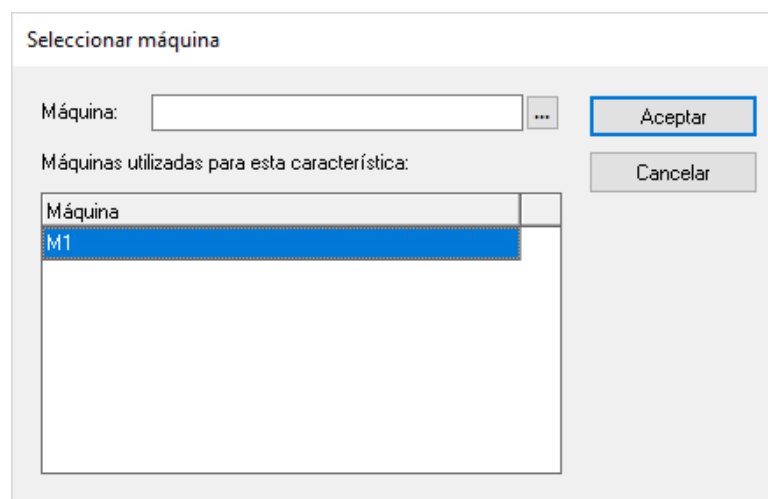 Seleccionar máquina
Máquina:
...
Aceptar
Máquinas utilizadas para esta característica:
Cancelar
Máquina
M1